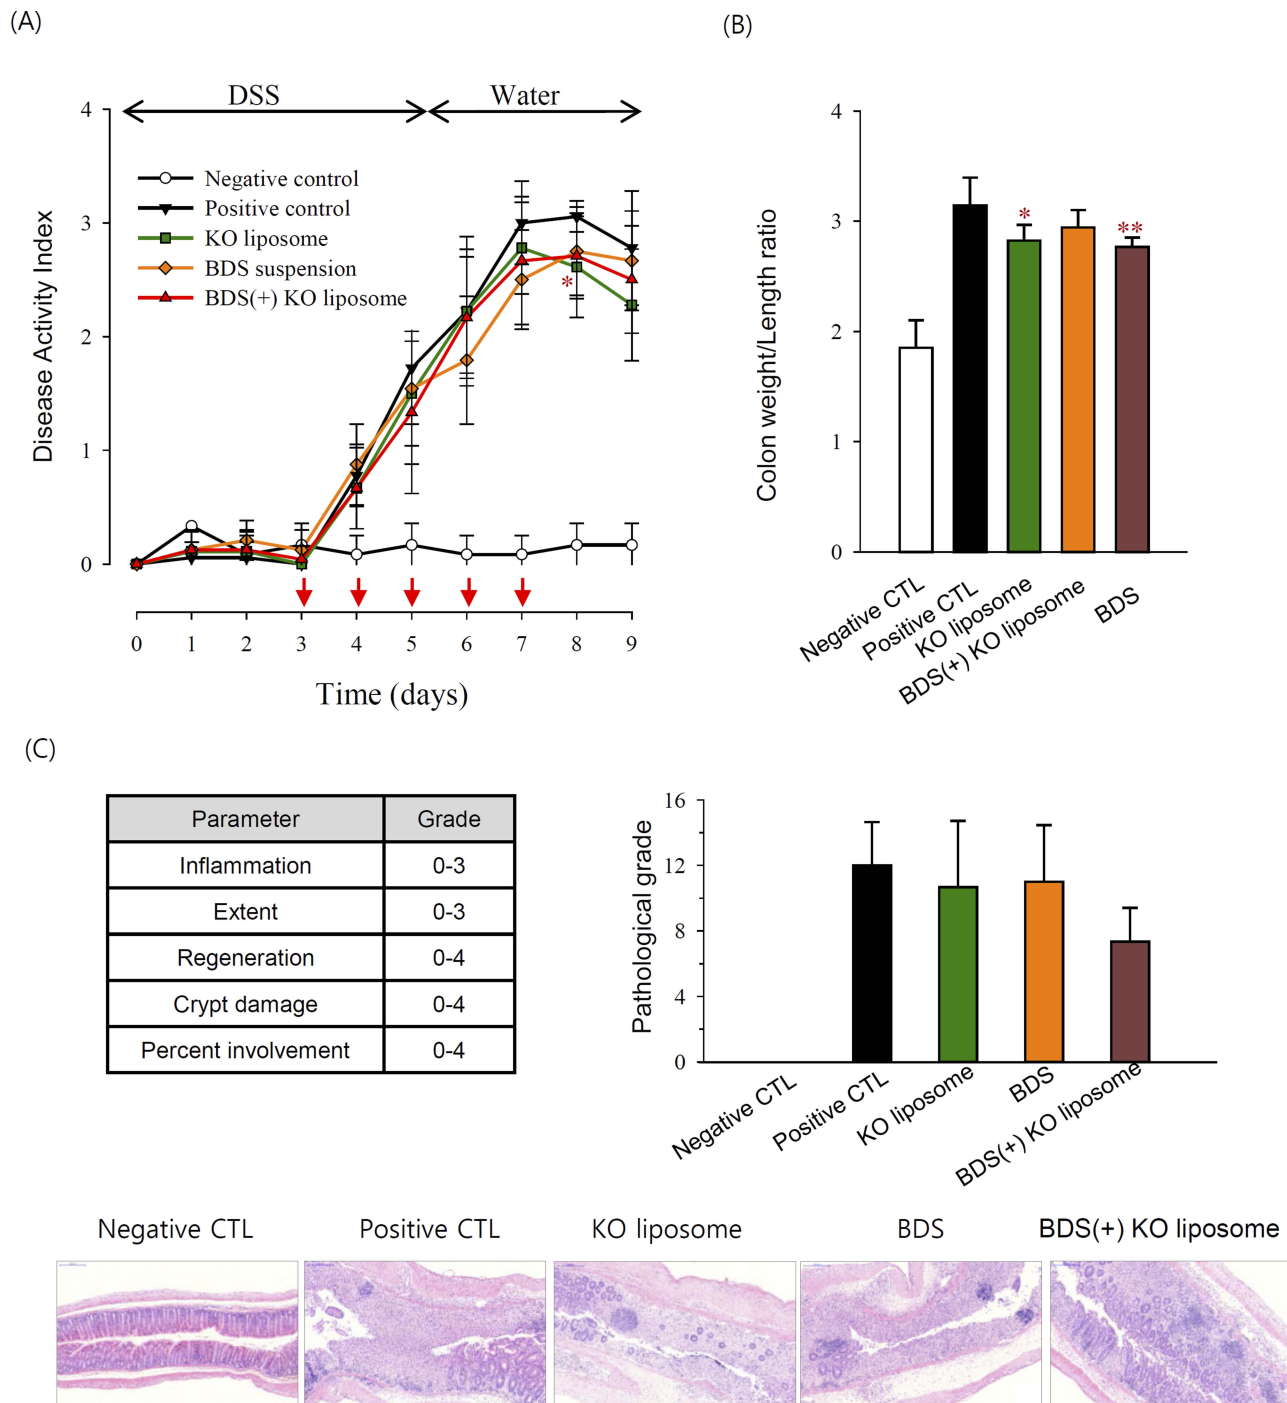 (A)
DSS
Water
4
3
2
1
0
Disease Activity Index
Negative control
Positive control
KO liposome
BDS suspension
BDS(+) KO liposome
*
0 1 2 3 4 5 6 7 8 9
Time (days)
(B)
4
3
2
1
0
Colon weight/Length ratio
*
**
Negative CTL
Positive CTL
KO liposome
BDS(+) KO liposome
BDS
(C)
Parameter Grade
Inflammation 0-3
Extent 0-3
Regeneration 0-4
Crypt damage 0-4
Percent involvement 0-4
16
12
8
4
0
Pathological grade
Negative CTL
Positive CTL
KO liposome
BDS
BDS(+) KO liposome
Negative CTL Positive CTL KO liposome BDS BDS(+) KO liposome